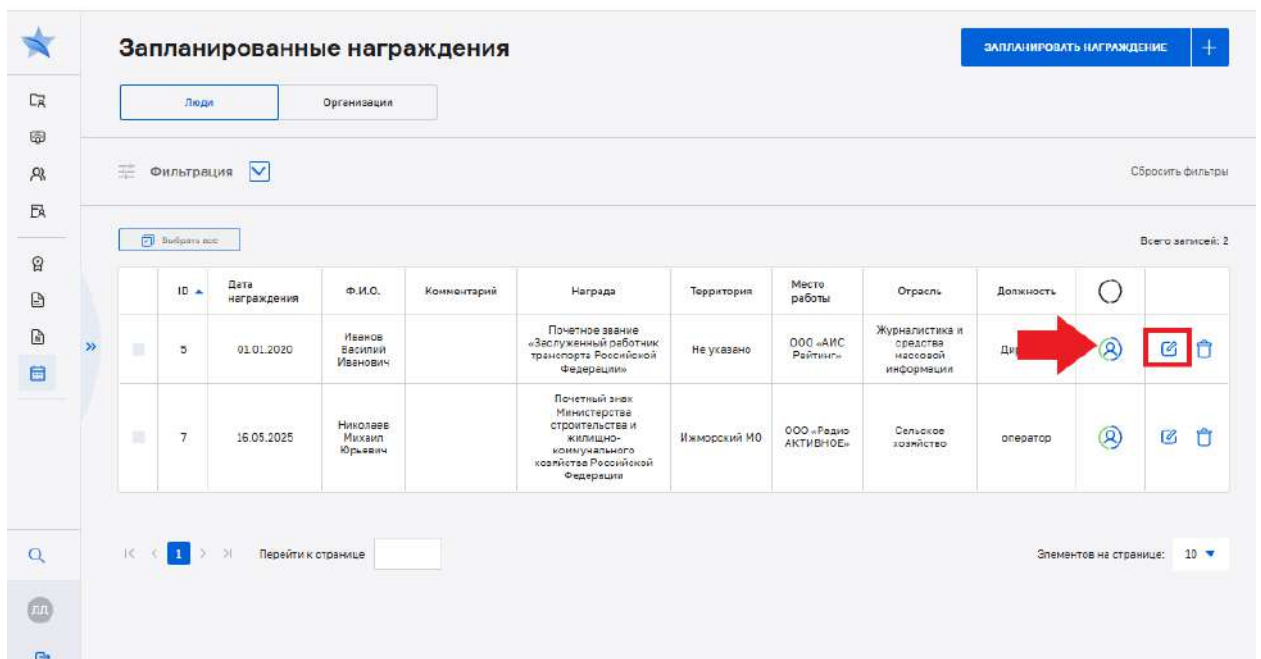 Запланированные награждения
ЗАПЛАНИРОВАТЬ НАГРАЖДЕНИЕ
Люди
Организации
Фильтрация
Сбросить фильтры
Выбрать все
Всего записей: 2
ID
Дата
награждения
Ф.И.О.
Комментарий
Награда
Территория
Место
работы
Отрасль
Должность
5
01.01.2020
Иванов
Василий
Иванович
Почетное звание
«Заслуженный работник
транспорта Российской
Федерации»
Не указано
ООО «АИС
Рейтинг»
Журналистика и
средства
массовой
информации
7
16.05.2025
Николаев
Михаил
Юрьевич
Почетный знак
Министерства
строительства и
жилищно-
коммунального
хозяйства Российской
Федерации
Ижморский МО
ООО «Радио
АКТИВНОЕ»
Сельское
хозяйство
оператор
1
Перейти к странице
Элементов на странице:
10
ЛЛ